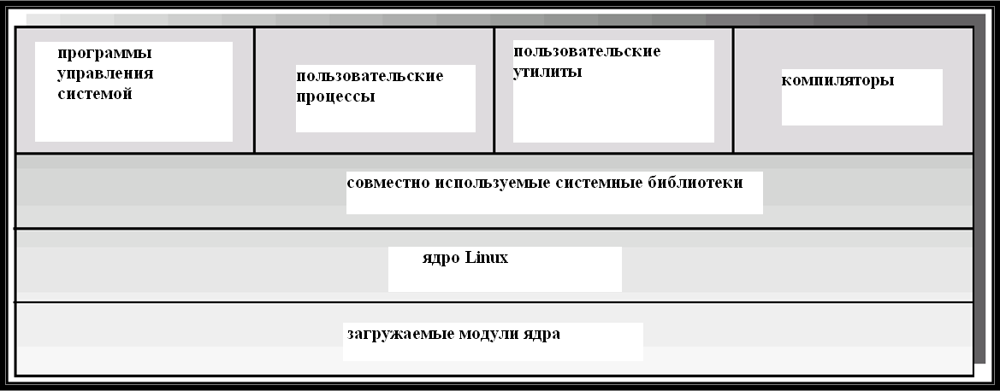 программы
управления
системой
пользовательские
процессы
пользовательские
утилиты
компиляторы
совместно используемые системные библиотеки
ядро Linux
загружаемые модули ядра